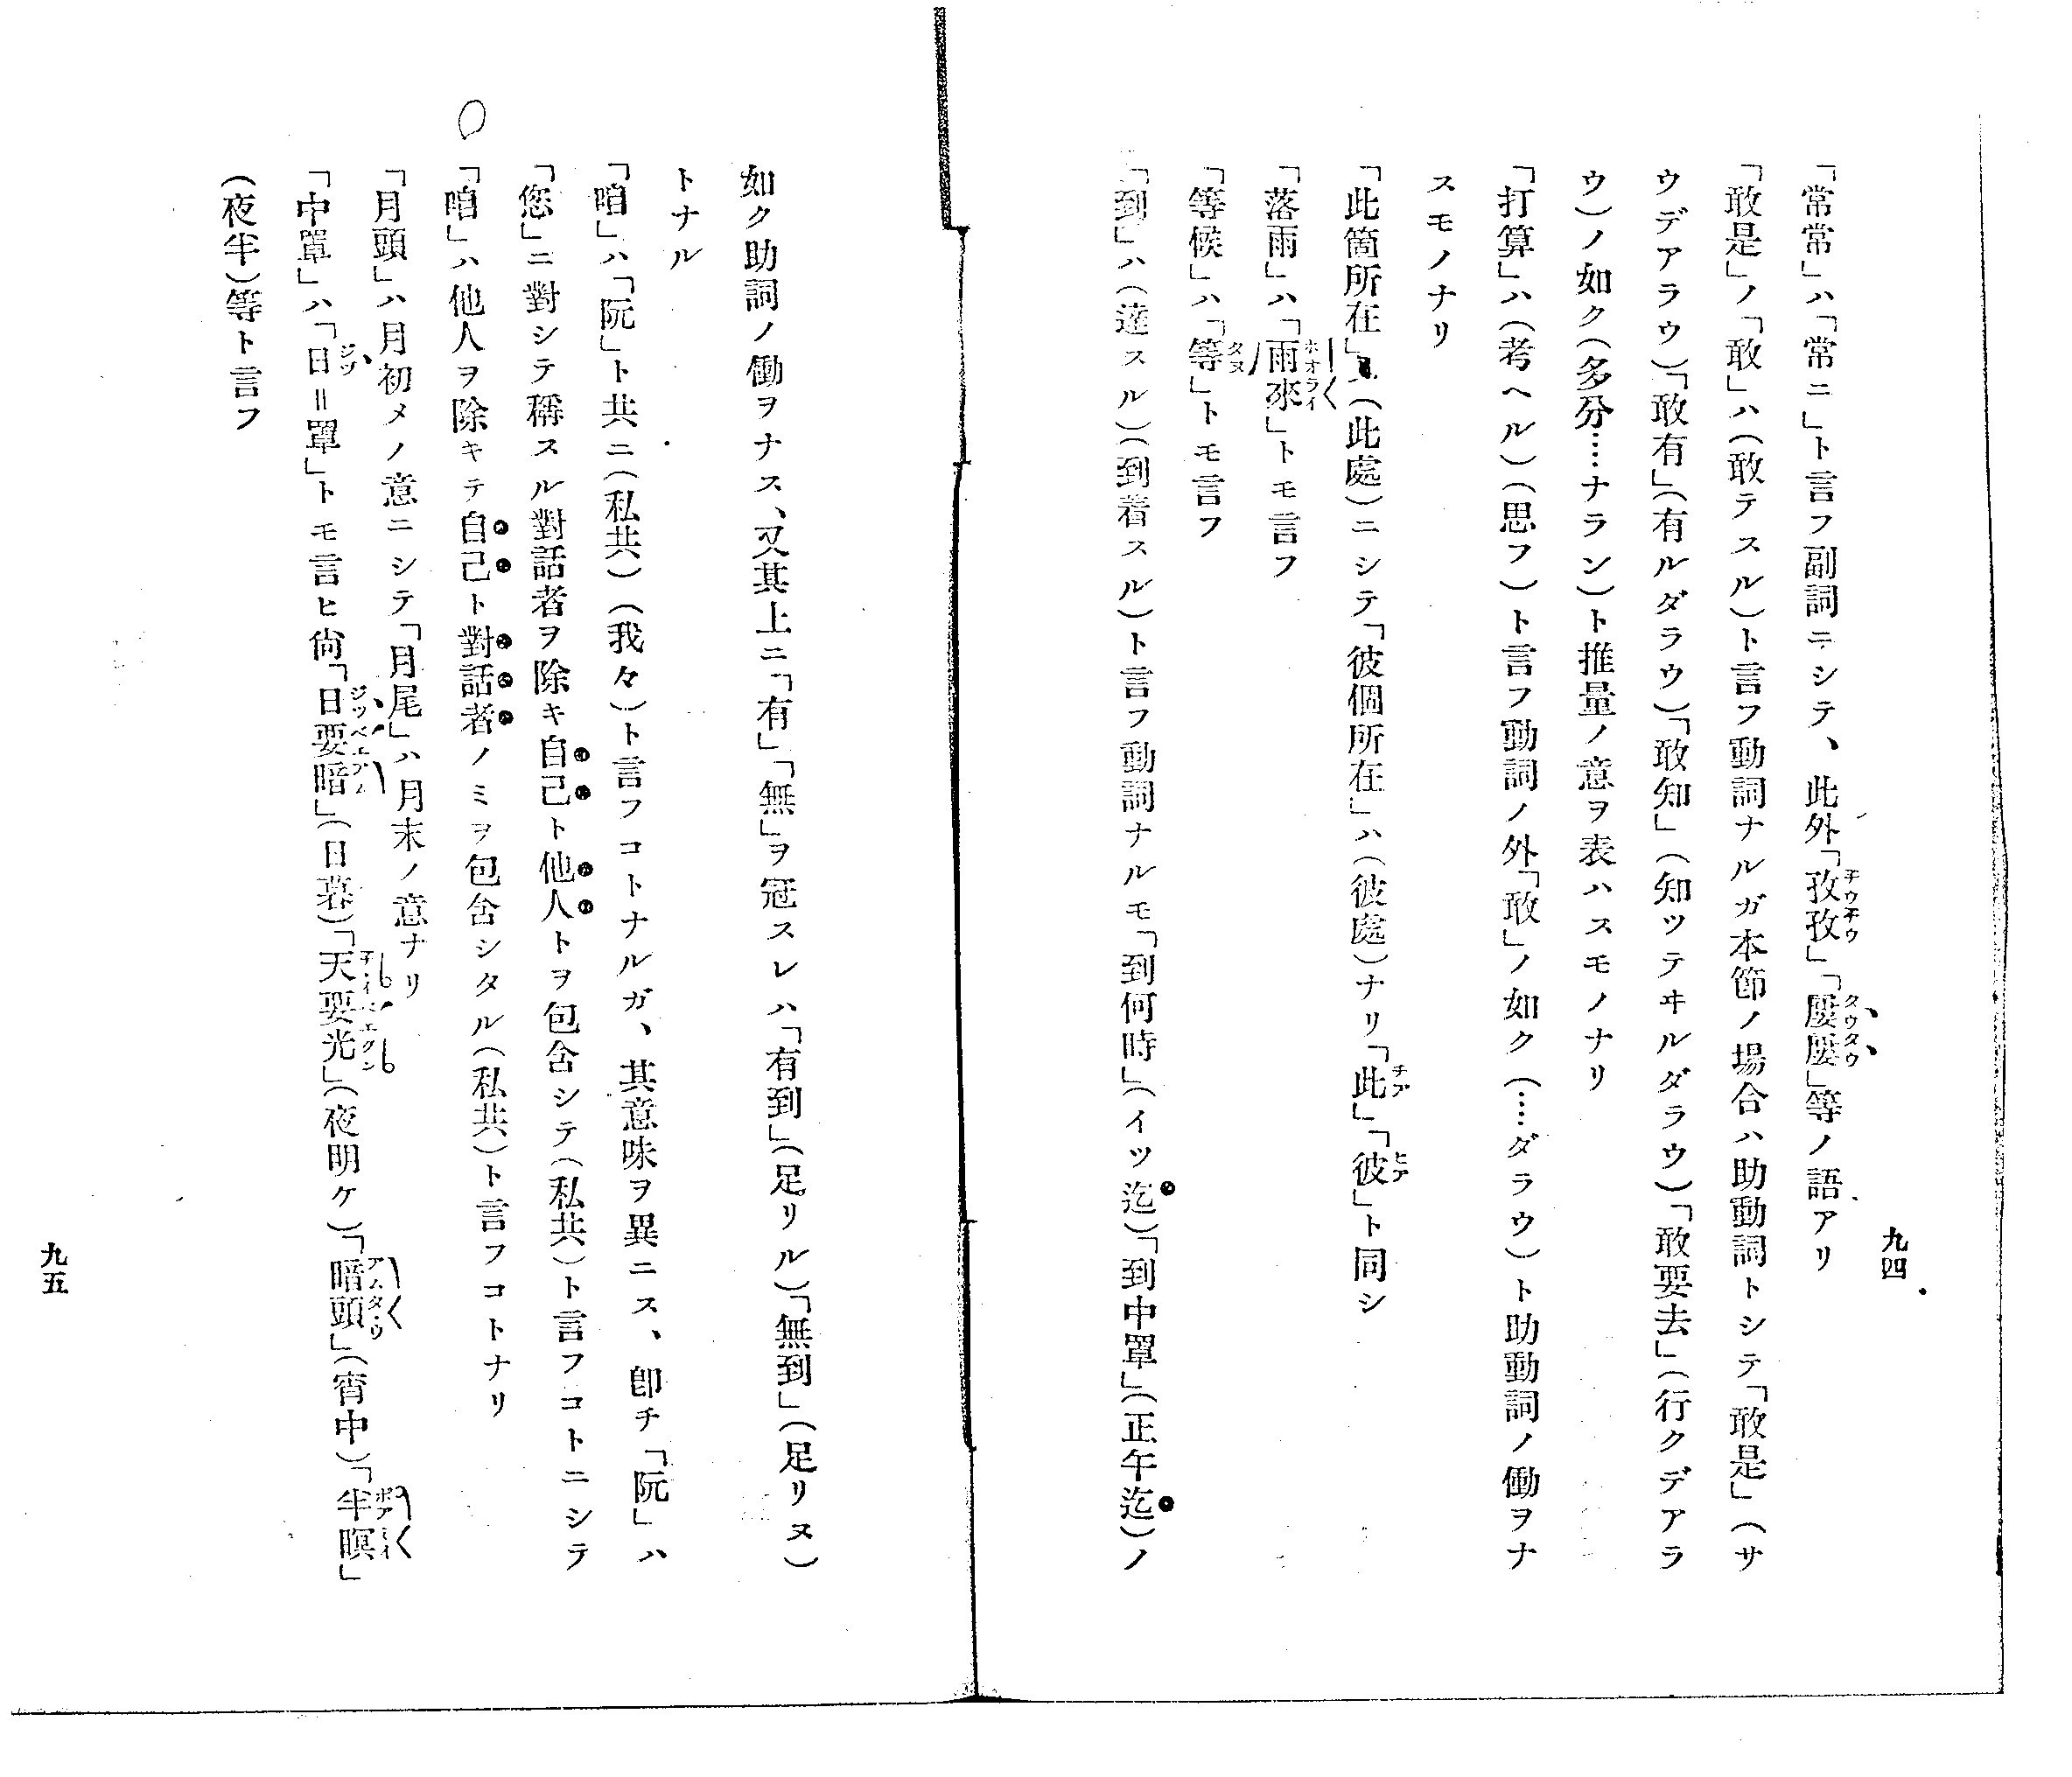 九四
「常常」ハ「常ニ」ト言フ副詞ニシテ、此外「孜孜」「屢屢」等ノ語アリ
「敢是」ノ「敢」ハ(敢テスル)ト言フ動詞ナルガ本節ノ場合ハ助動詞トシテ「敢是」(サ
ウデアラウ)「敢有」(有ルダラウ)「敢知」(知ツテヰルダラウ)「敢要去」(行クデアラ
ウ)ノ如ク(多分……ナラン)ト推量ノ意ヲ表ハスモノナリ
「打算」ハ(考ヘル)(思フ)ト言フ動詞ノ外「敢」ノ如ク(……ダラウ)ト助動詞ノ働ヲナ
スモノナリ
「此箇所在」ハ(此處)ニシテ「彼個所在」ハ(彼處)ナリ「此」「彼」ト同シ
「落雨」ハ「雨來」トモ言フ
「等候」ハ「等」トモ言フ
「到」ハ(達スル)(到着スル)ト言フ動詞ナルモ「到何時」(イツ迄)「到中罩」(正午迄)ノ
如ク助詞ノ働ヲナス、又其上ニ「有」「無」ヲ冠スレハ「有到」(足リル)「無到」(足リヌ)
トナル
「咱」ハ「阮」ト共ニ(私共)(我々)ト言フコトナルガ、其意味ヲ異ニス、卽チ「阮」ハ
「您」ニ對シテ稱スル對話者ヲ除キ自己ト他人トヲ包含シテ(私共)ト言フコトニシテ
「咱」ハ他人ヲ除キテ自己ト對話者ノミヲ包含シタル(私共)ト言フコトナリ
「月頭」ハ月初メノ意ニシテ「月尾」ハ月末ノ意ナリ
「中罩」ハ「日=罩」トモ言ヒ尙「日要暗」(日暮)「天要光」(夜明ケ)「暗頭」(宵中)「半暝」
(夜半)等ト言フ
九五